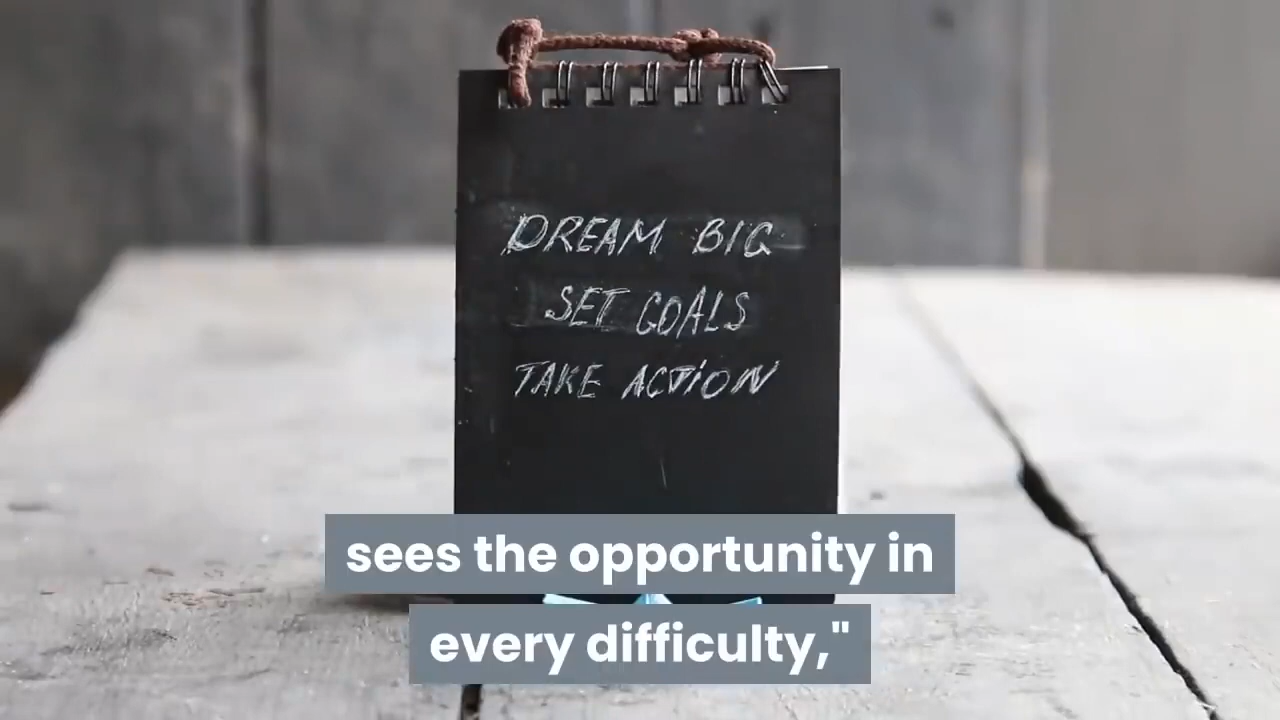 DREAM BIG
SET GOALS
TAKE ACTION
sees the opportunity in
every difficulty,"